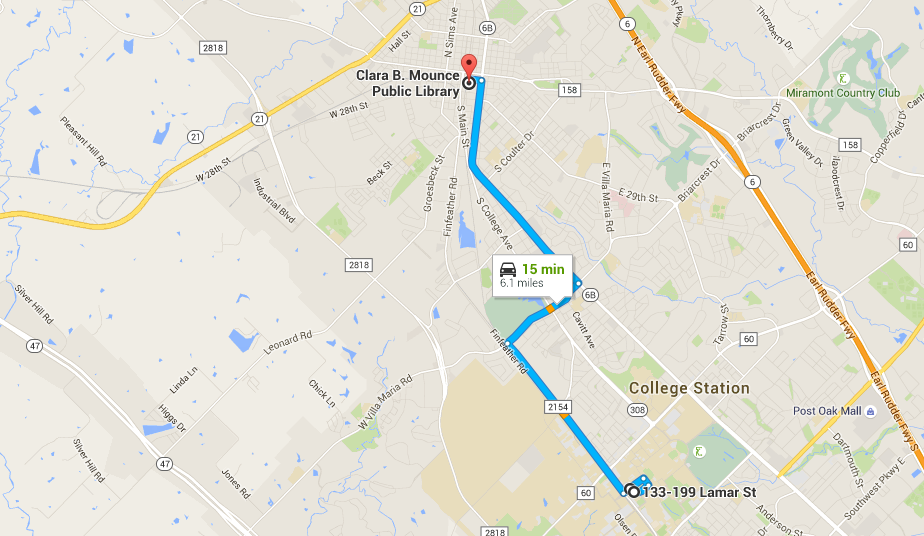 N Sims Ave
6B
6
Thornberry Dr
2818
Hall St
21
N Earl Rudder Fwy
Clara B. Mounce
Public Library
158
Miramont Country Club
W 28th St
21
21
S Main St
S Coulter Dr
Briarcrest Dr
Green Valley Dr
Copperfield Dr
158
Pleasant Hill Rd
W 28th St
Beck St
Groesbeck St
E Villa Maria Rd
Briarcrest Dr
6
E 29th St
Industrial Blvd
Finfeather Rd
S College Ave
60
2818
15 min
6.1 miles
6B
Earl Rudder Fwy
Silver Hill Rd
Leonard Rd
Finfeather Rd
Cavitt Ave
Tarrow St
60
47
Linda Ln
Chick Ln
W Villa Maria Rd
College Station
Earl Rudder Fwy S
2154
308
Post Oak Mall
Higgs Dr
Silver Hill Rd
47
Jones Rd
Dartmouth St
Southwest Pkwy E
60
133-199 Lamar St
Olsen
Anderson St
2818